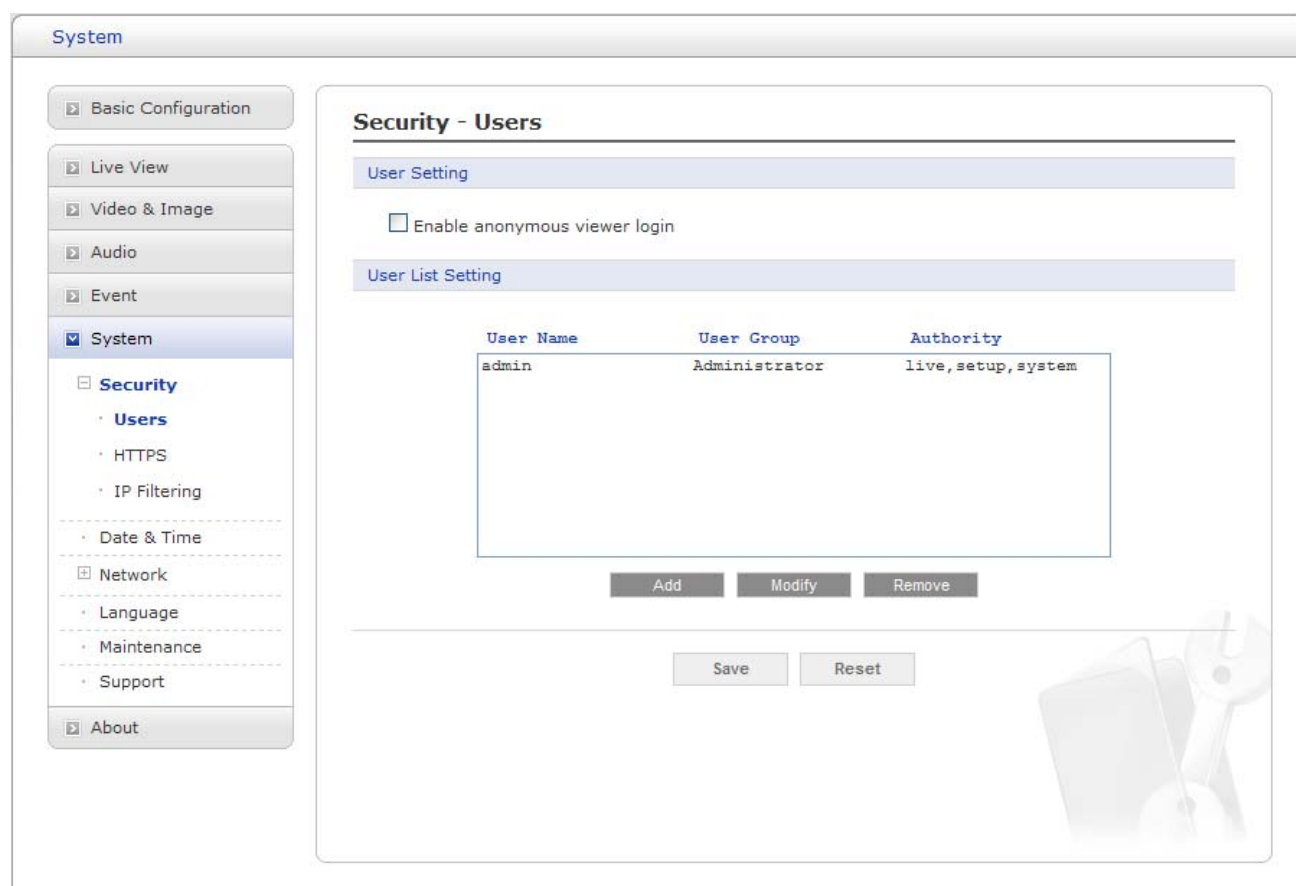 System
Basic Configuration
Live View
Video & Image
Audio
Event
System
Security
Users
HTTPS
IP Filtering
Date & Time
Network
Language
Maintenance
Support
About
Security - Users
User Setting
Enable anonymous viewer login
User List Setting
User Name User Group Authority
admin Administrator live,setup,system
Add Modify Remove
Save Reset